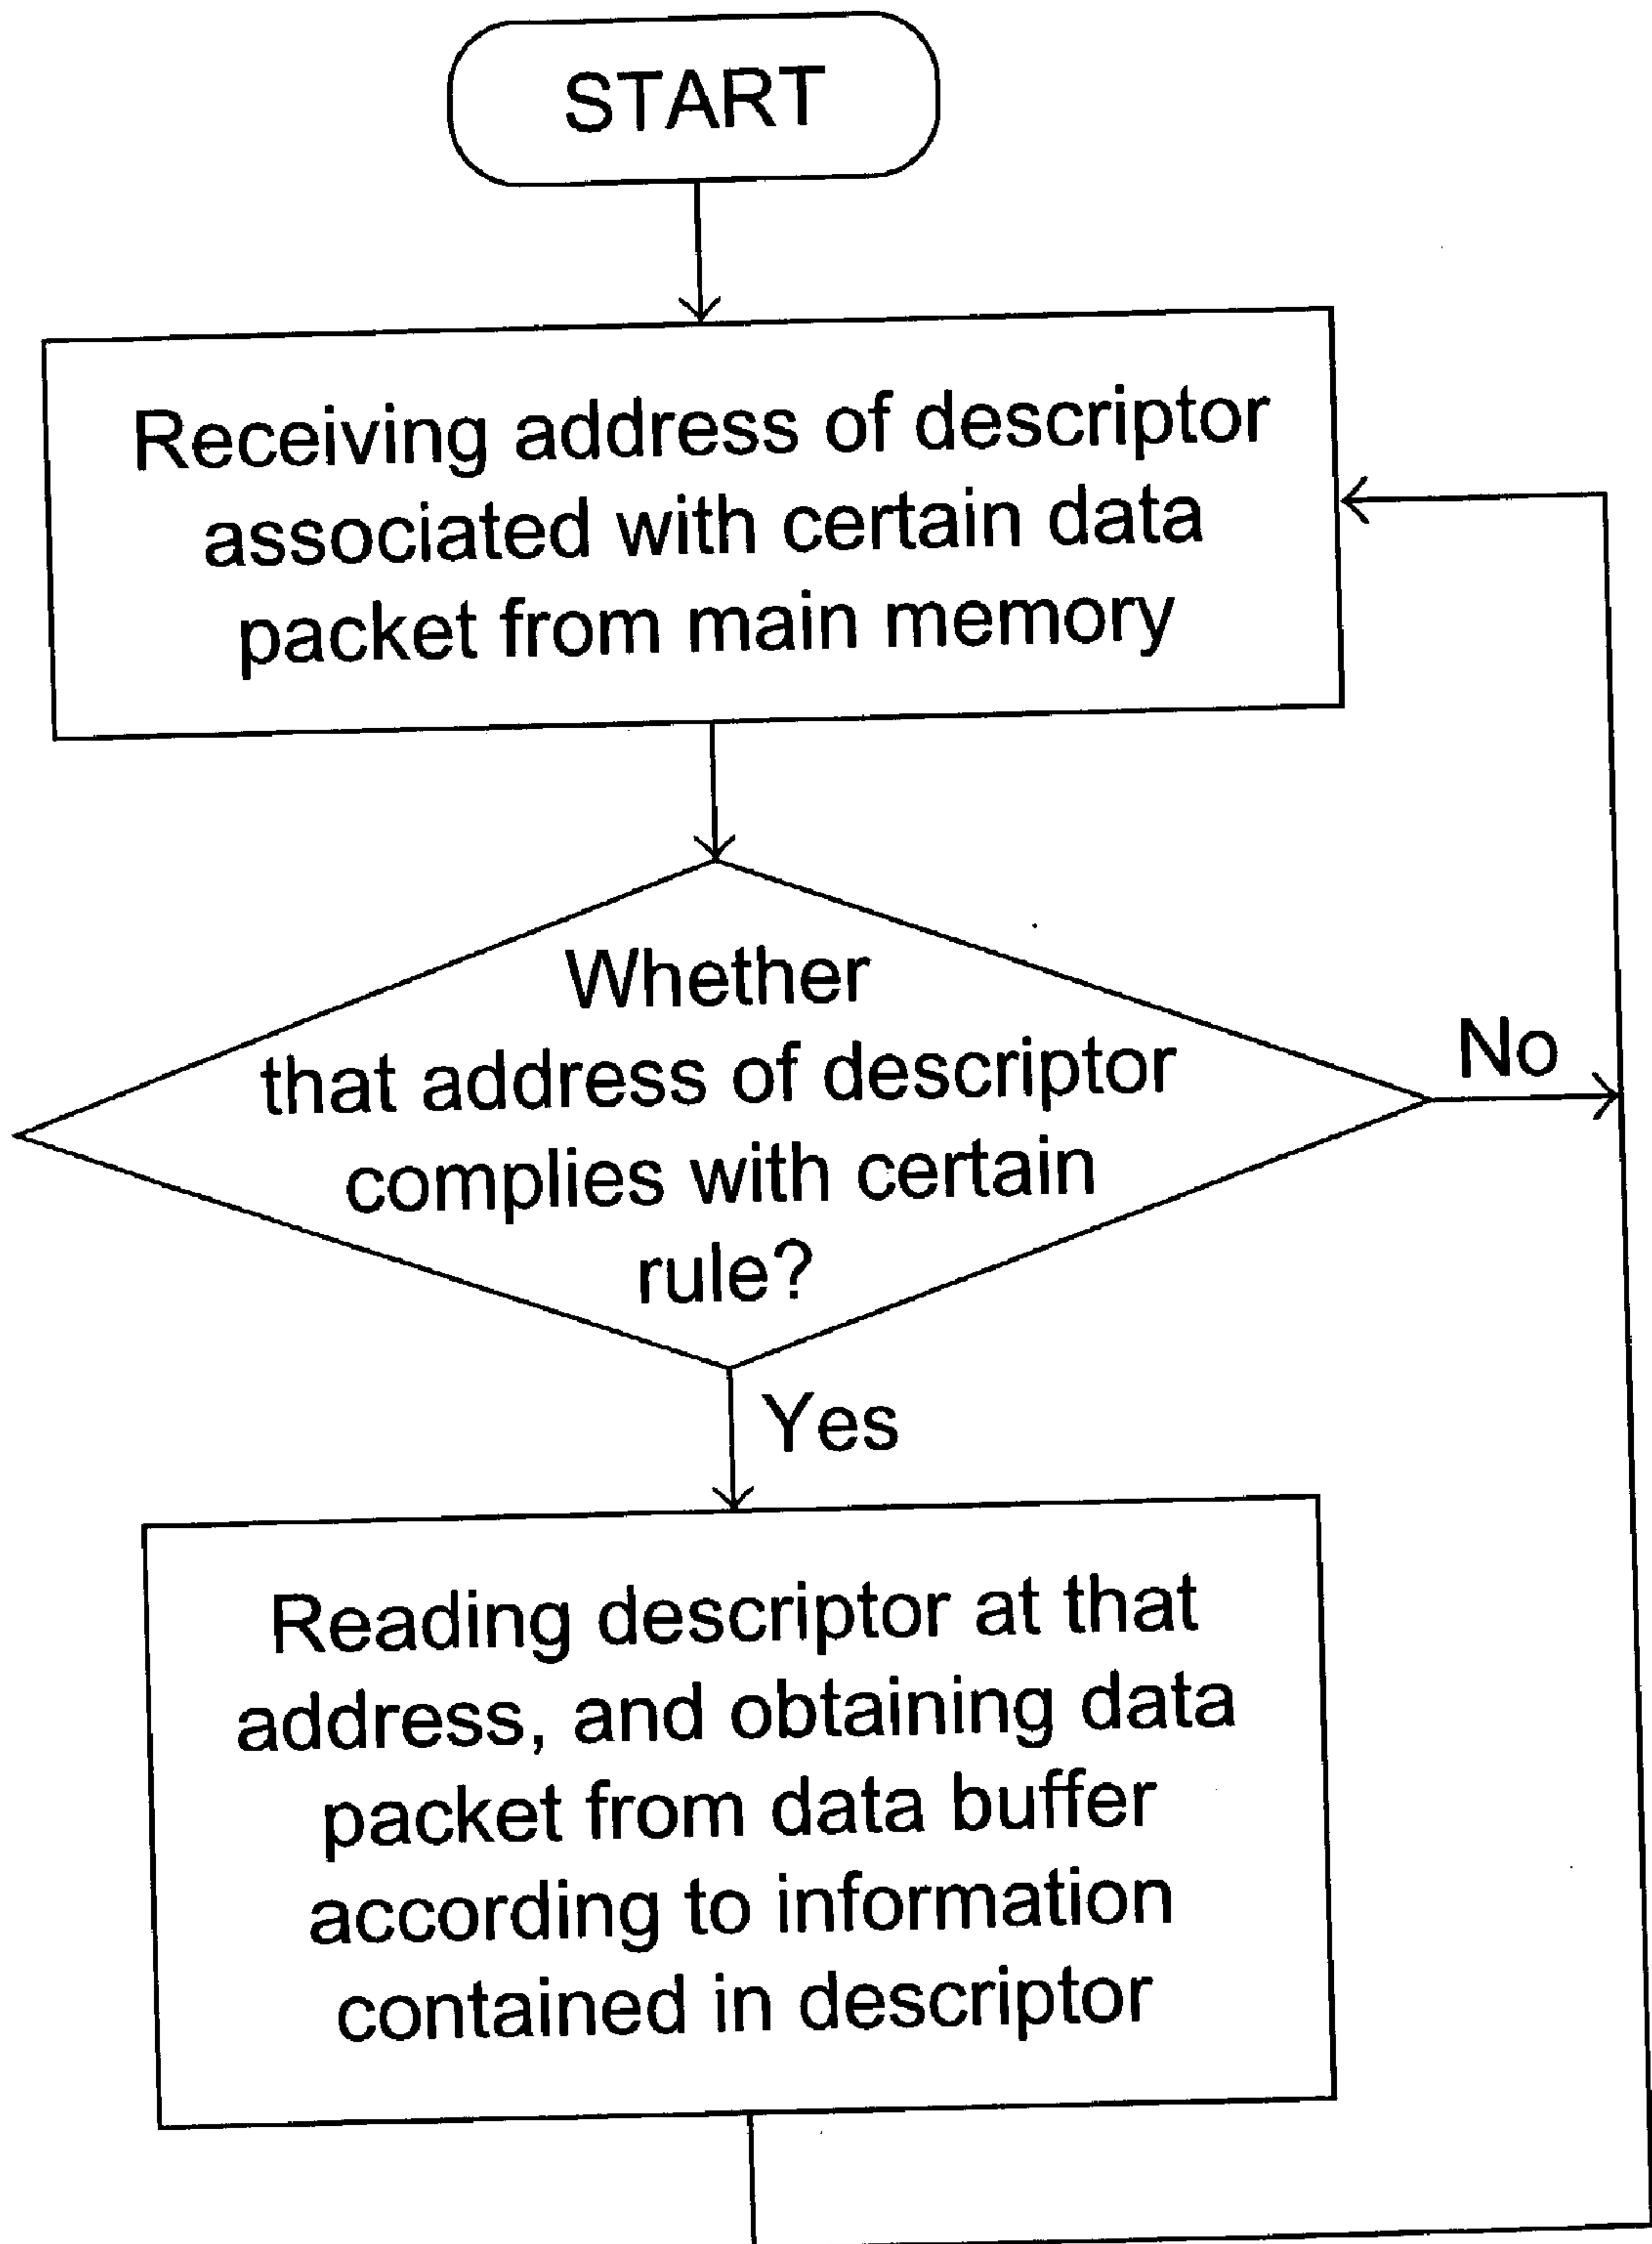 START
Receiving address of descriptor
associated with certain data
packet from main memory
Whether
that address of descriptor
complies with certain
rule?
No
Yes
Reading descriptor at that
address, and obtaining data
packet from data buffer
according to information
contained in descriptor